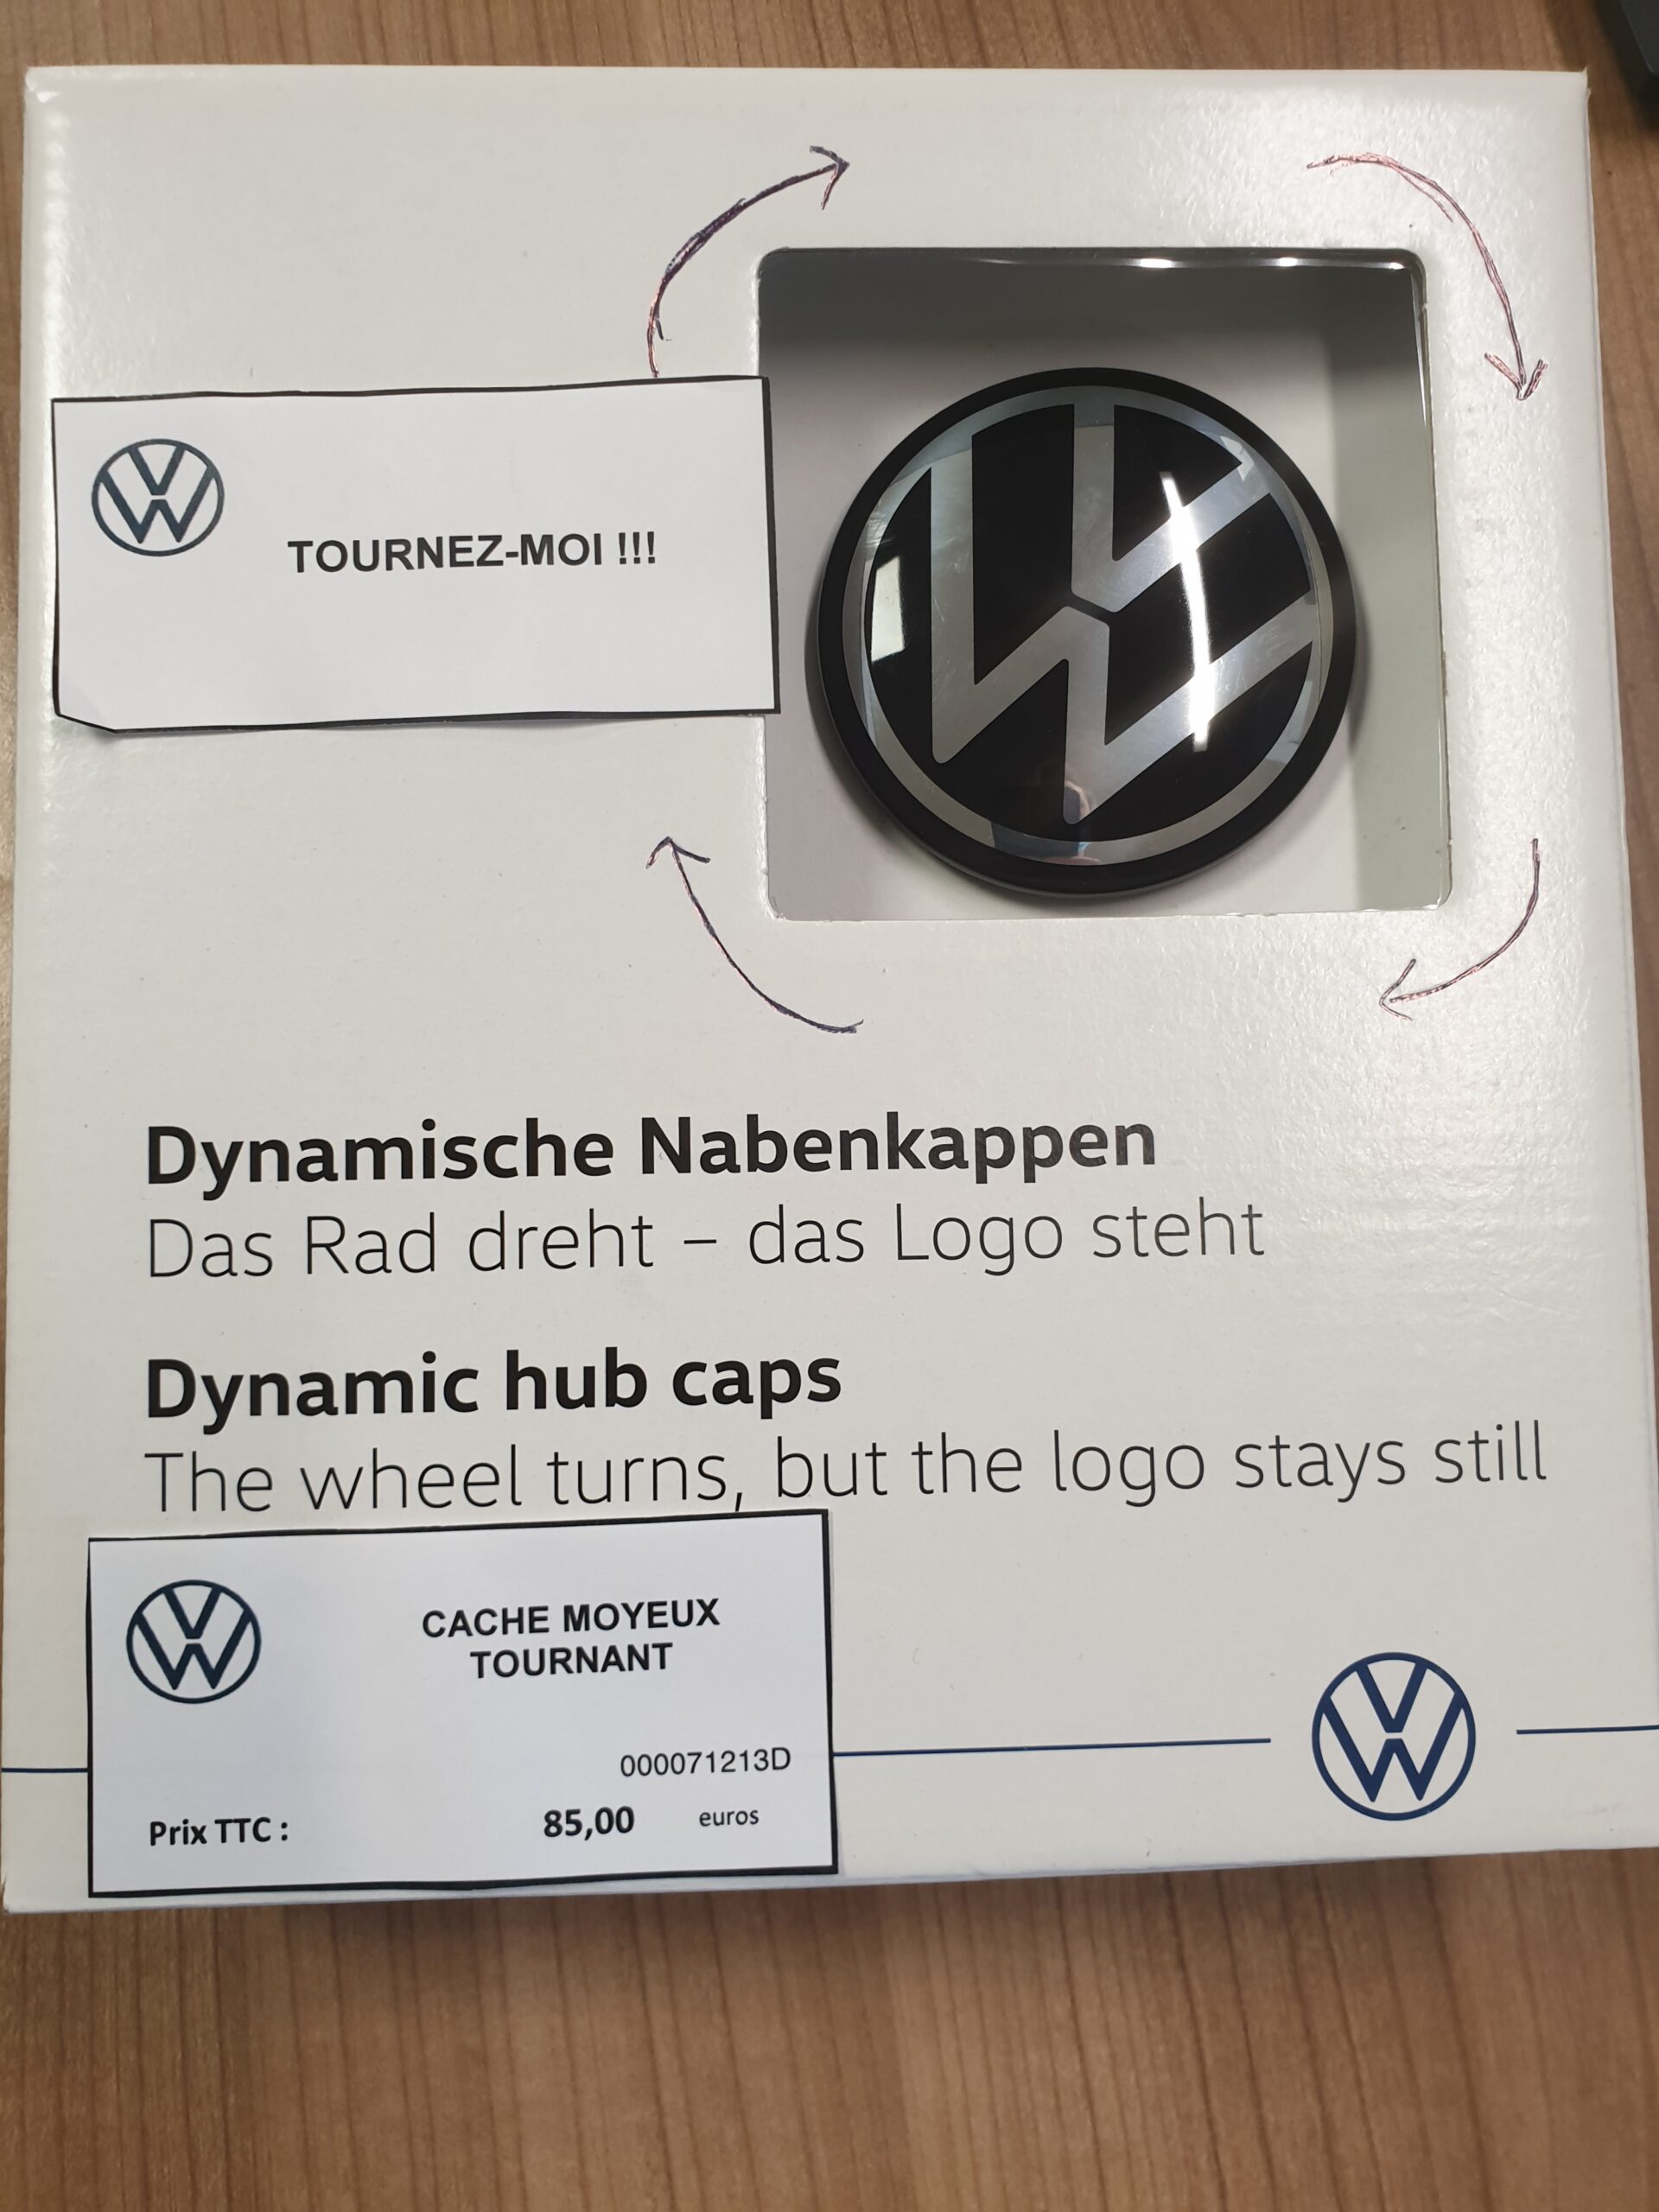 TOURNEZ-MOI !!!
Dynamische Nabenkappen
Das Rad dreht – das Logo steht
Dynamic hub caps
The wheel turns, but the logo stays still
CACHE MOYEUX
TOURNANT
000071213D
Prix TTC : 85,00 euros